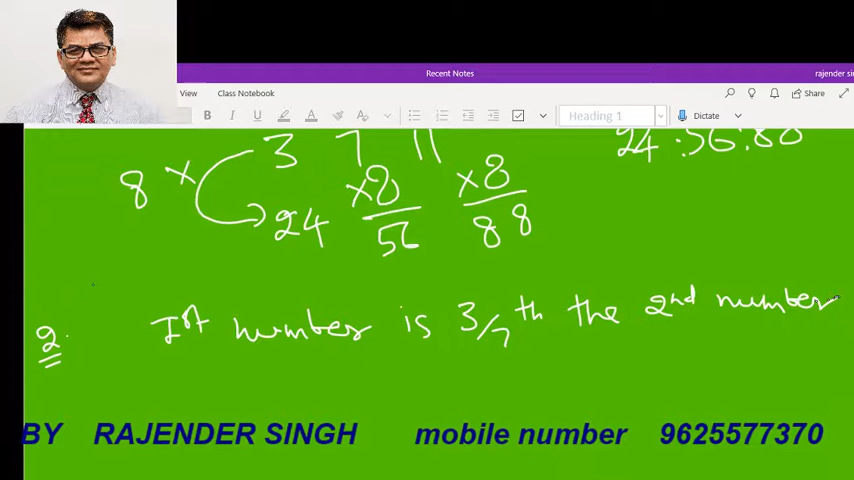 Recent Notes rajender si
View Class Notebook Share
B I U A A Heading 1 Dictate
3 7 11 24:56:88
8 × ×8 ×8
24 56 88
2. Ist number is 3/7th the 2nd number
BY RAJENDER SINGH mobile number 9625577370